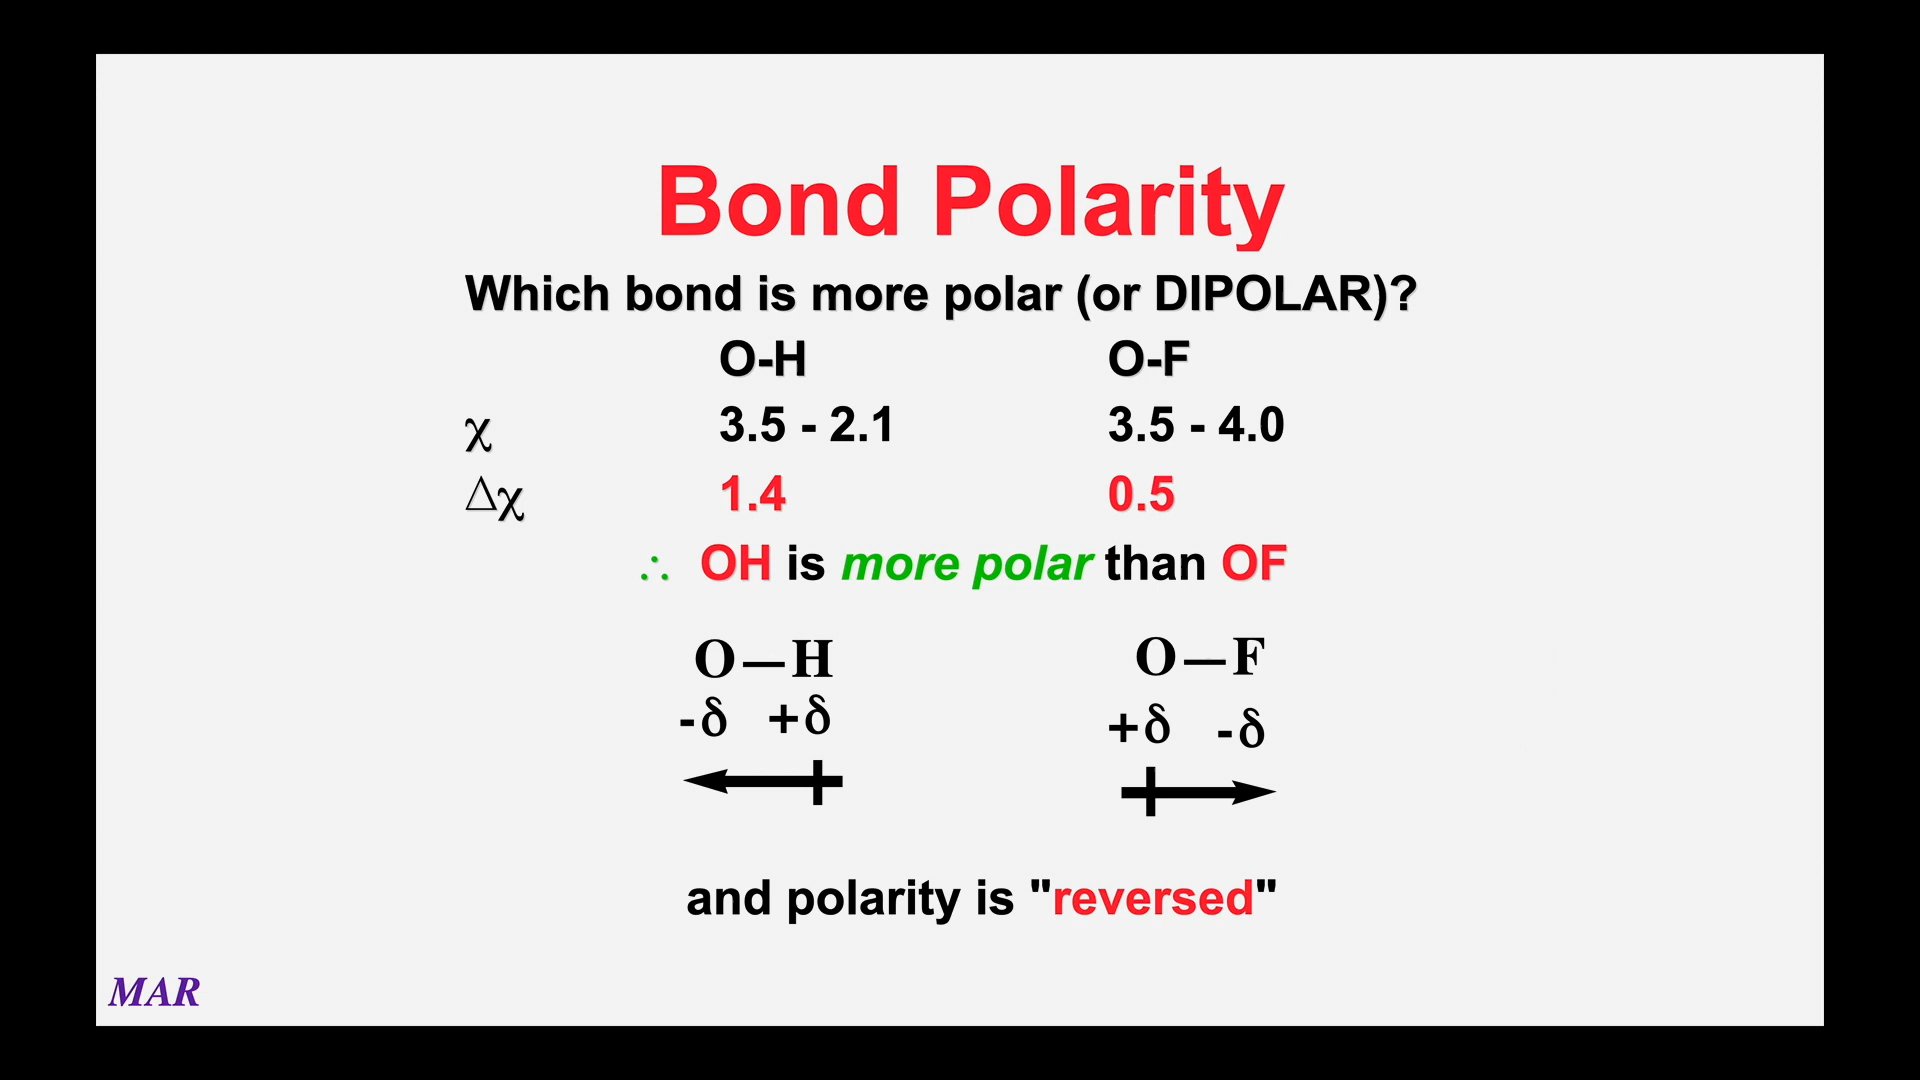 Bond Polarity
Which bond is more polar (or DIPOLAR)?
O-H O-F
χ 3.5 - 2.1 3.5 - 4.0
Δχ 1.4 0.5
∴ OH is more polar than OF
O—H O—F
-δ +δ +δ -δ
and polarity is "reversed"
MAR